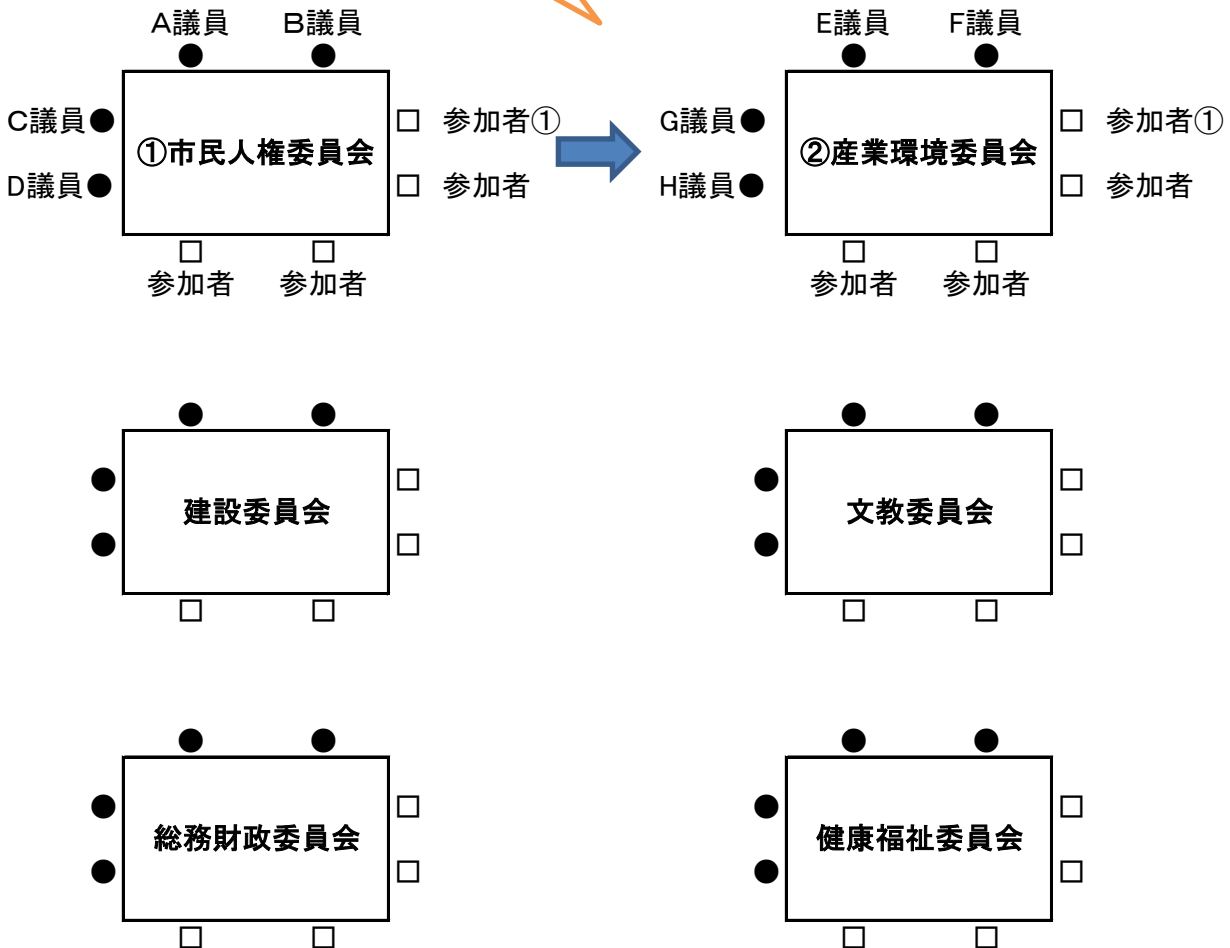 A議員 B議員
C議員
①市民人権委員会
D議員
参加者①
参加者
参加者 参加者
E議員 F議員
G議員
②産業環境委員会
H議員
参加者①
参加者
参加者 参加者
建設委員会
文教委員会
総務財政委員会
健康福祉委員会